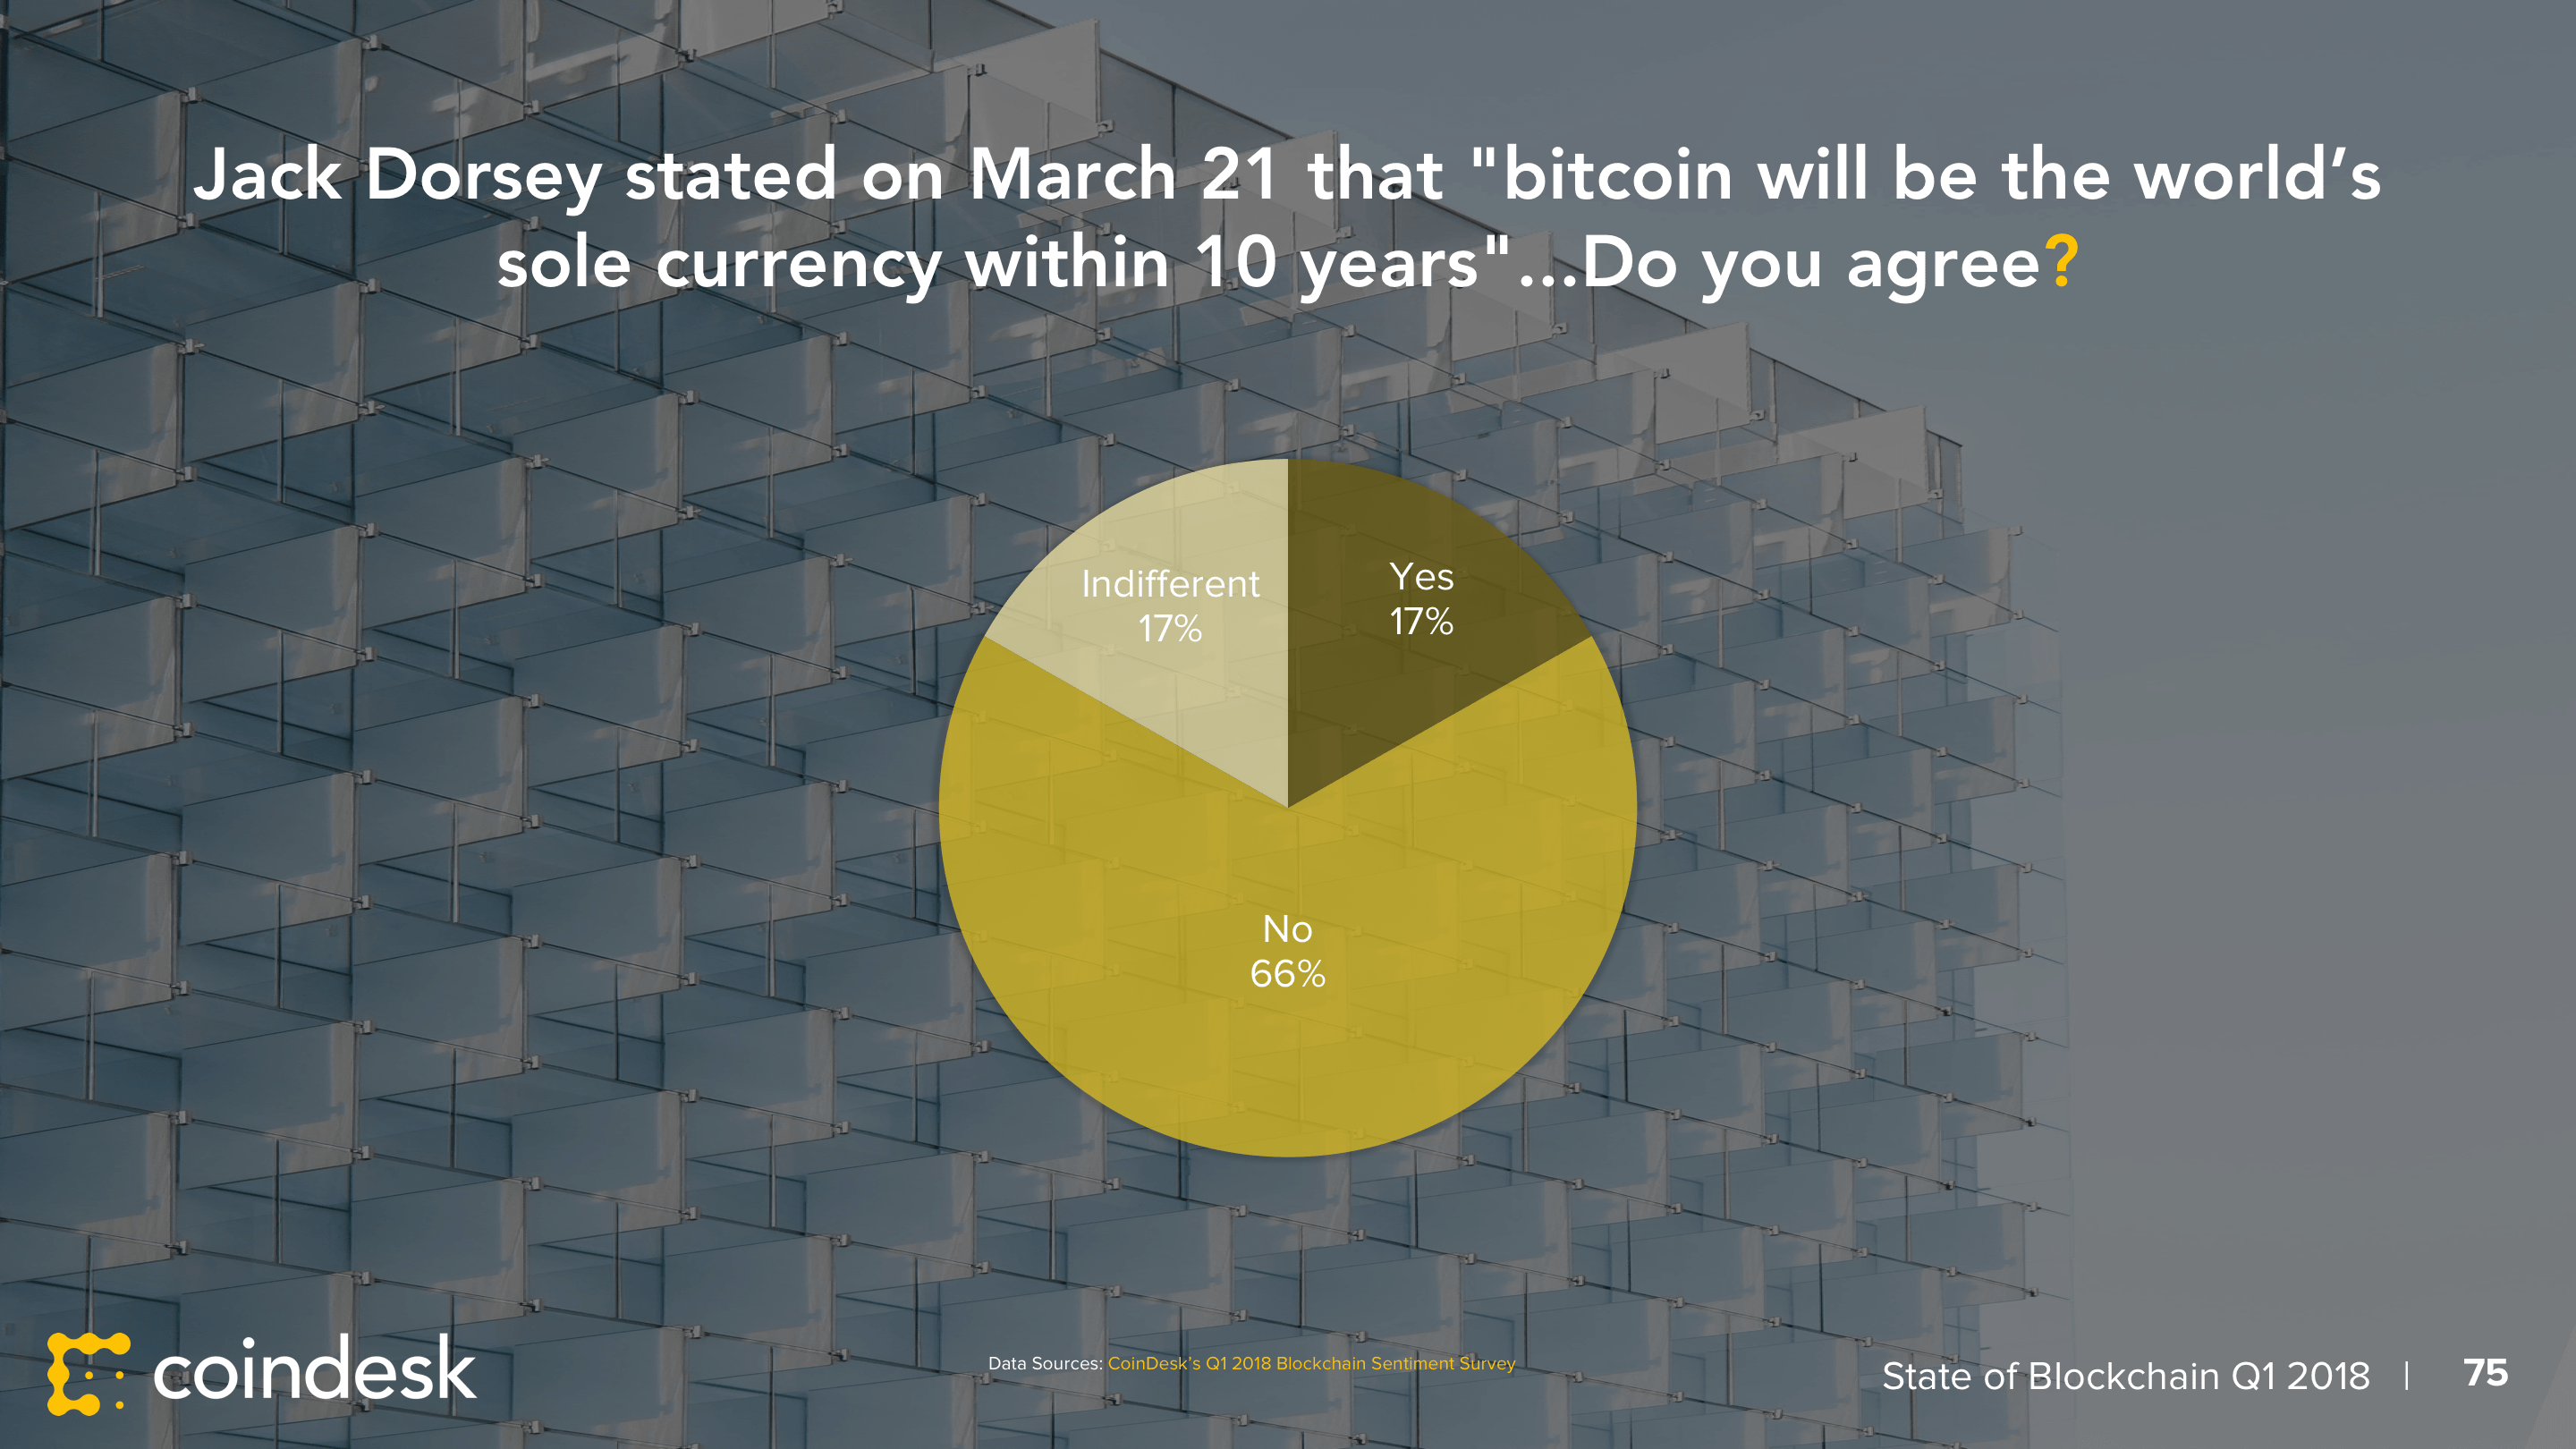 Jack Dorsey stated on March 21 that "bitcoin will be the world’s
sole currency within 10 years"...Do you agree?
Indifferent
17%
Yes
17%
No
66%
coindesk
Data Sources: CoinDesk’s Q1 2018 Blockchain Sentiment Survey
State of Blockchain Q1 2018 | 75